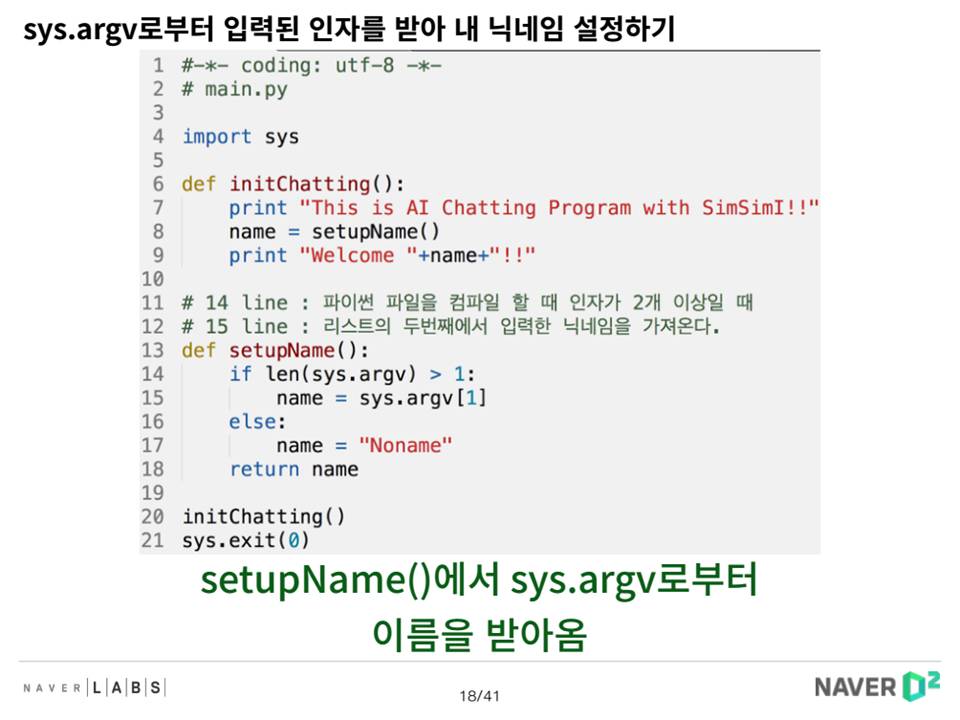 sys.argv로부터 입력된 인자를 받아 내 닉네임 설정하기
1 #-*- coding: utf-8 -*-
2 # main.py
3
4 import sys
5
6 def initChatting():
7     print "This is AI Chatting Program with SimSimI!!"
8     name = setupName()
9     print "Welcome "+name+"!!"
10
11 # 14 line : 파이썬 파일을 컴파일 할 때 인자가 2개 이상일 때
12 # 15 line : 리스트의 두번째에서 입력한 닉네임을 가져온다.
13 def setupName():
14     if len(sys.argv) > 1:
15         name = sys.argv[1]
16     else:
17         name = "Noname"
18     return name
19
20 initChatting()
21 sys.exit(0)
setupName()에서 sys.argv로부터
이름을 받아옴
NAVER |L|A|B|S|
18/41
NAVER D2